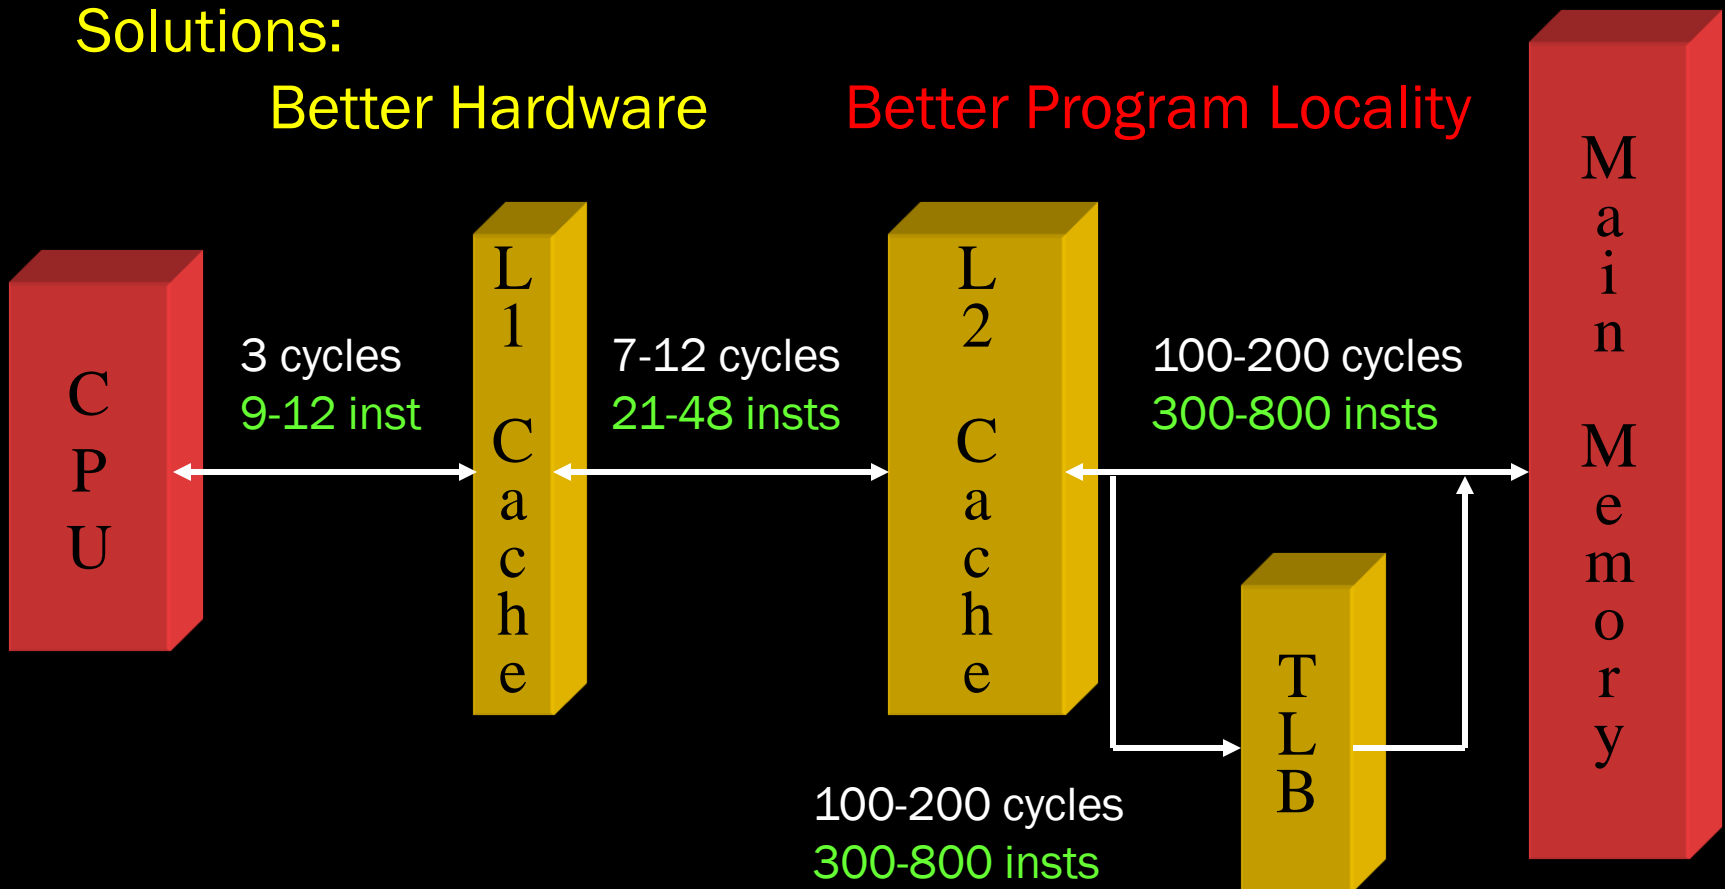 Solutions:
Better Hardware
Better Program Locality
CPU
3 cycles
9-12 inst
L1 Cache
7-12 cycles
21-48 insts
L2 Cache
100-200 cycles
300-800 insts
Main Memory
TLB
100-200 cycles
300-800 insts